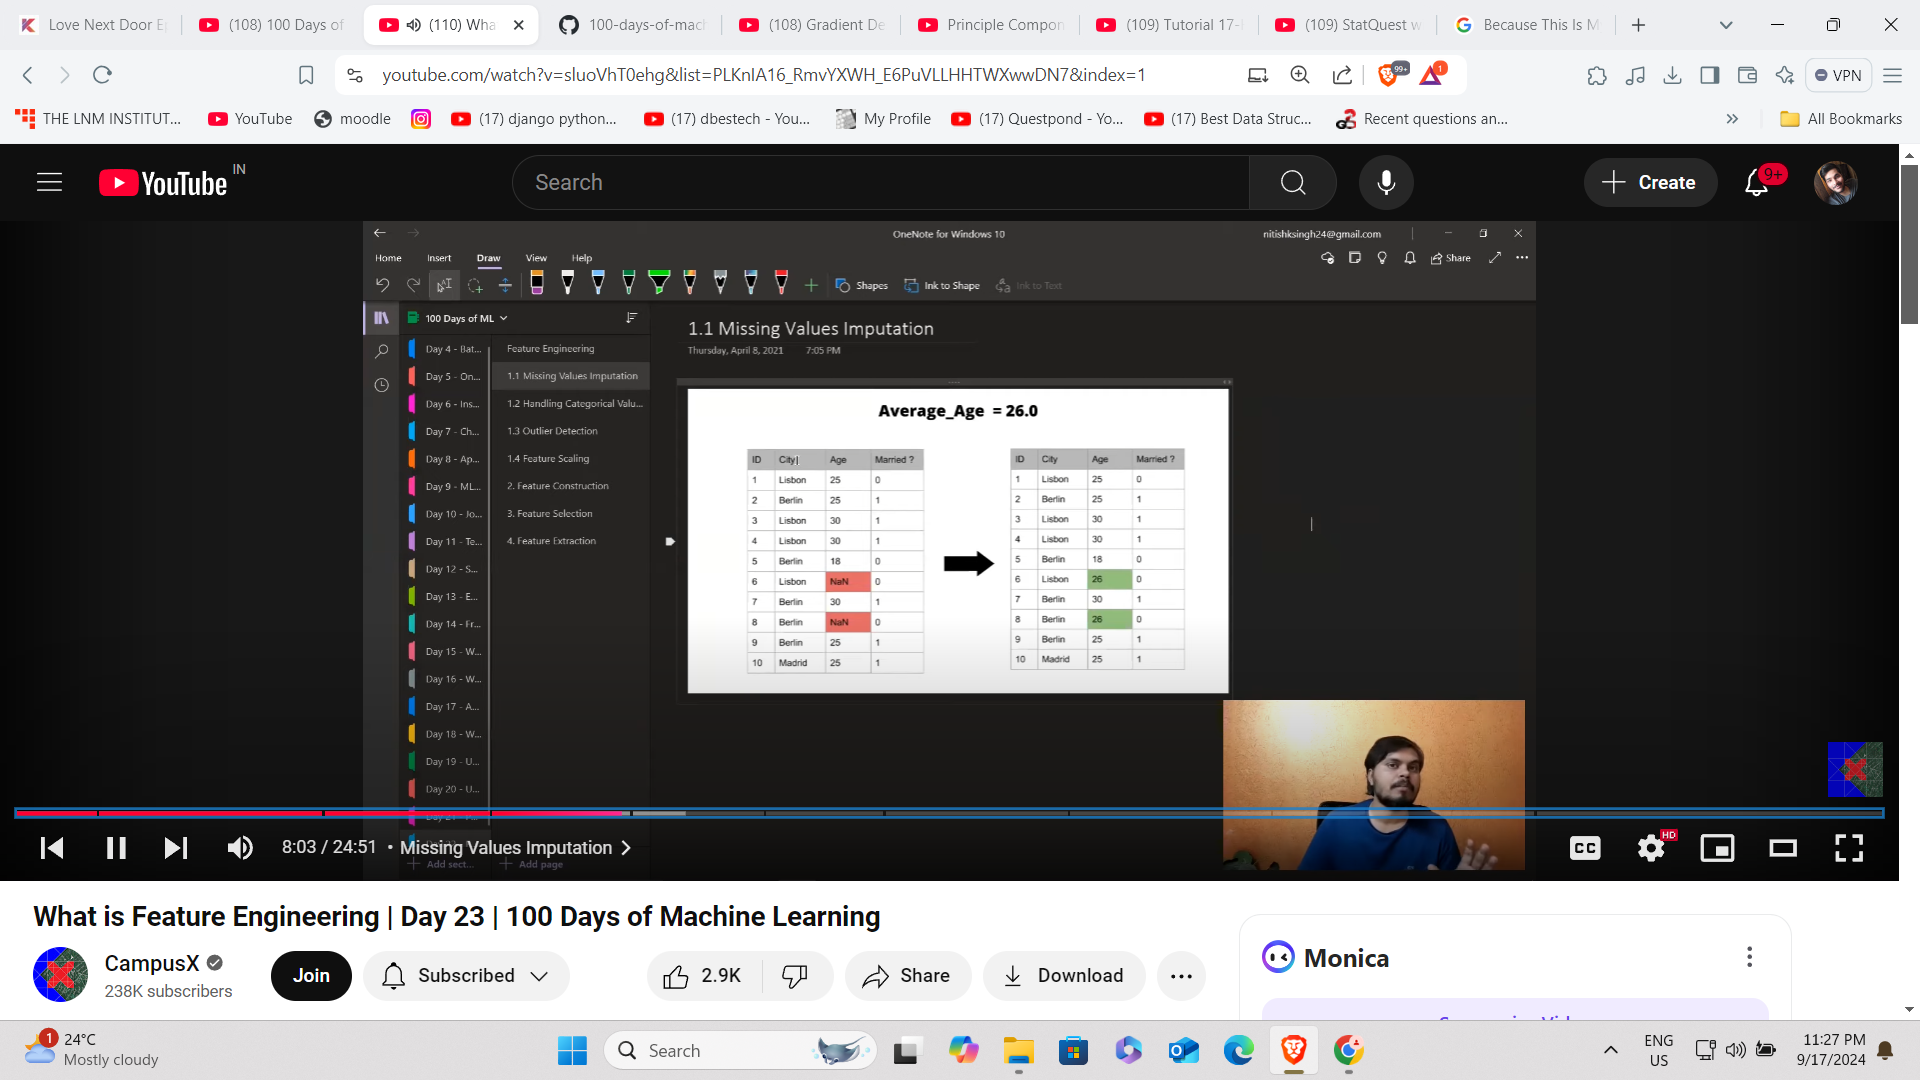 Love Next Door E
(108) 100 Days of
(110) Wha
100-days-of-mach
(108) Gradient De
Principle Compon
(109) Tutorial 17-
(109) StatQuest w
Because This Is M
youtube.com/watch?v=sluoVhT0ehg&list=PLKnIA16_RmvYXWH_E6PuVLLHHTWXwwDN7&index=1
99+
1
VPN
THE LNM INSTITUT...
YouTube
moodle
(17) django python...
(17) dbestech - You...
My Profile
(17) Questpond - Yo...
(17) Best Data Struc...
Recent questions an...
All Bookmarks
YouTube IN
Search
Create
9+
OneNote for Windows 10
nitishksingh24@gmail.com
Home
Insert
Draw
View
Help
Share
Shapes
Ink to Shape
Ink to Text
100 Days of ML
Day 4 - Bat...
Day 5 - On...
Day 6 - Ins...
Day 7 - Ch...
Day 8 - Ap...
Day 9 - ML...
Day 10 - Jo...
Day 11 - Te...
Day 12 - S...
Day 13 - E...
Day 14 - Fr...
Day 15 - W...
Day 16 - W...
Day 17 - A...
Day 18 - W...
Day 19 - U...
Day 20 - U...
Feature Engineering
1.1 Missing Values Imputation
1.2 Handling Categorical Valu...
1.3 Outlier Detection
1.4 Feature Scaling
2. Feature Construction
3. Feature Selection
4. Feature Extraction
1.1 Missing Values Imputation
Thursday, April 8, 2021 7:05 PM
Average_Age = 26.0
ID City Age Married ?
1 Lisbon 25 0
2 Berlin 25 1
3 Lisbon 30 1
4 Lisbon 30 1
5 Berlin 18 0
6 Lisbon NaN 0
7 Berlin 30 1
8 Berlin NaN 0
9 Berlin 25 1
10 Madrid 25 1
ID City Age Married ?
1 Lisbon 25 0
2 Berlin 25 1
3 Lisbon 30 1
4 Lisbon 30 1
5 Berlin 18 0
6 Lisbon 26 0
7 Berlin 30 1
8 Berlin 26 0
9 Berlin 25 1
10 Madrid 25 1
8:03 / 24:51 • Missing Values Imputation
Add sect...
Add page
CC
HD
What is Feature Engineering | Day 23 | 100 Days of Machine Learning
CampusX
238K subscribers
Join
Subscribed
2.9K
Share
Download
Monica
1
24°C
Mostly cloudy
Search
ENG
US
11:27 PM
9/17/2024